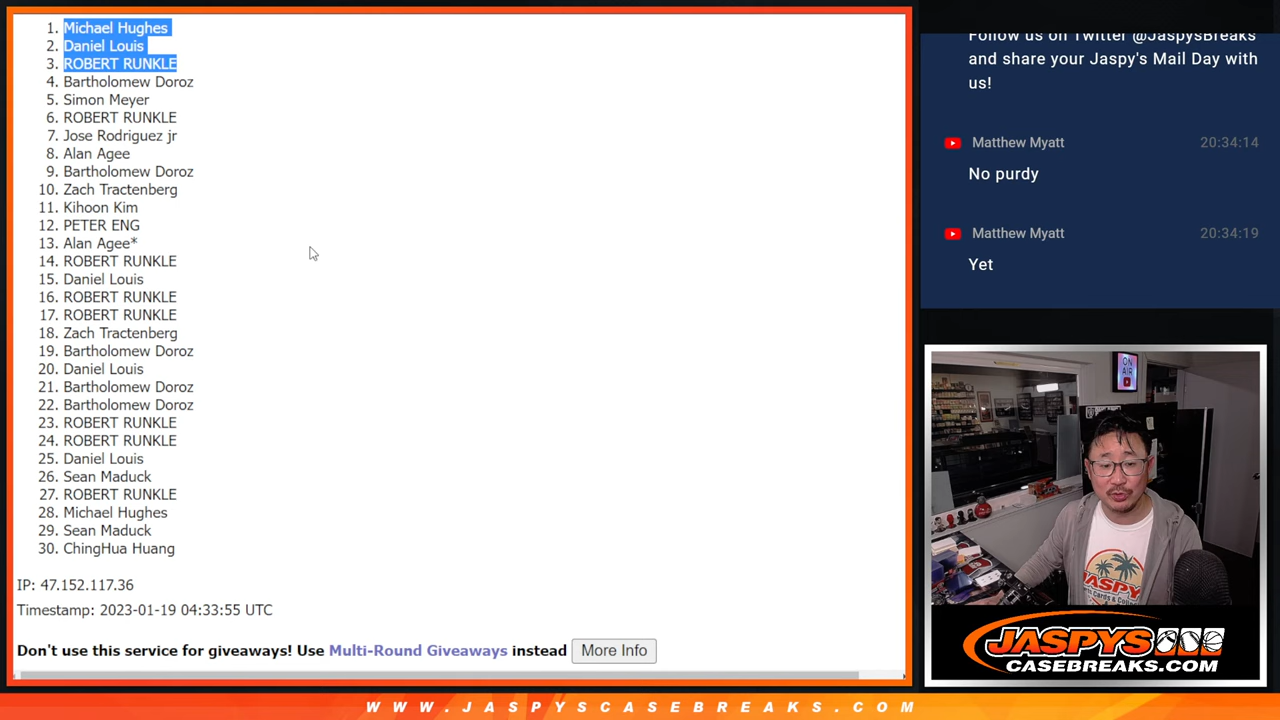 1. Michael Hughes
2. Daniel Louis
3. ROBERT RUNKLE
4. Bartholomew Doroz
5. Simon Meyer
6. ROBERT RUNKLE
7. Jose Rodriguez jr
8. Alan Agee
9. Bartholomew Doroz
10. Zach Tractenberg
11. Kihoon Kim
12. PETER ENG
13. Alan Agee*
14. ROBERT RUNKLE
15. Daniel Louis
16. ROBERT RUNKLE
17. ROBERT RUNKLE
18. Zach Tractenberg
19. Bartholomew Doroz
20. Daniel Louis
21. Bartholomew Doroz
22. Bartholomew Doroz
23. ROBERT RUNKLE
24. ROBERT RUNKLE
25. Daniel Louis
26. Sean Maduck
27. ROBERT RUNKLE
28. Michael Hughes
29. Sean Maduck
30. ChingHua Huang
IP: 47.152.117.36
Timestamp: 2023-01-19 04:33:55 UTC
Don't use this service for giveaways! Use Multi-Round Giveaways instead More Info
Follow us on Twitter @JaspysBreaks
and share your Jaspy's Mail Day with
us!
Matthew Myatt 20:34:14
No purdy
Matthew Myatt 20:34:19
Yet
ON
AIR
JASPY
JASPYS
CASEBREAKS.COM
WWW.JASPYSCASEBREAKS.COM